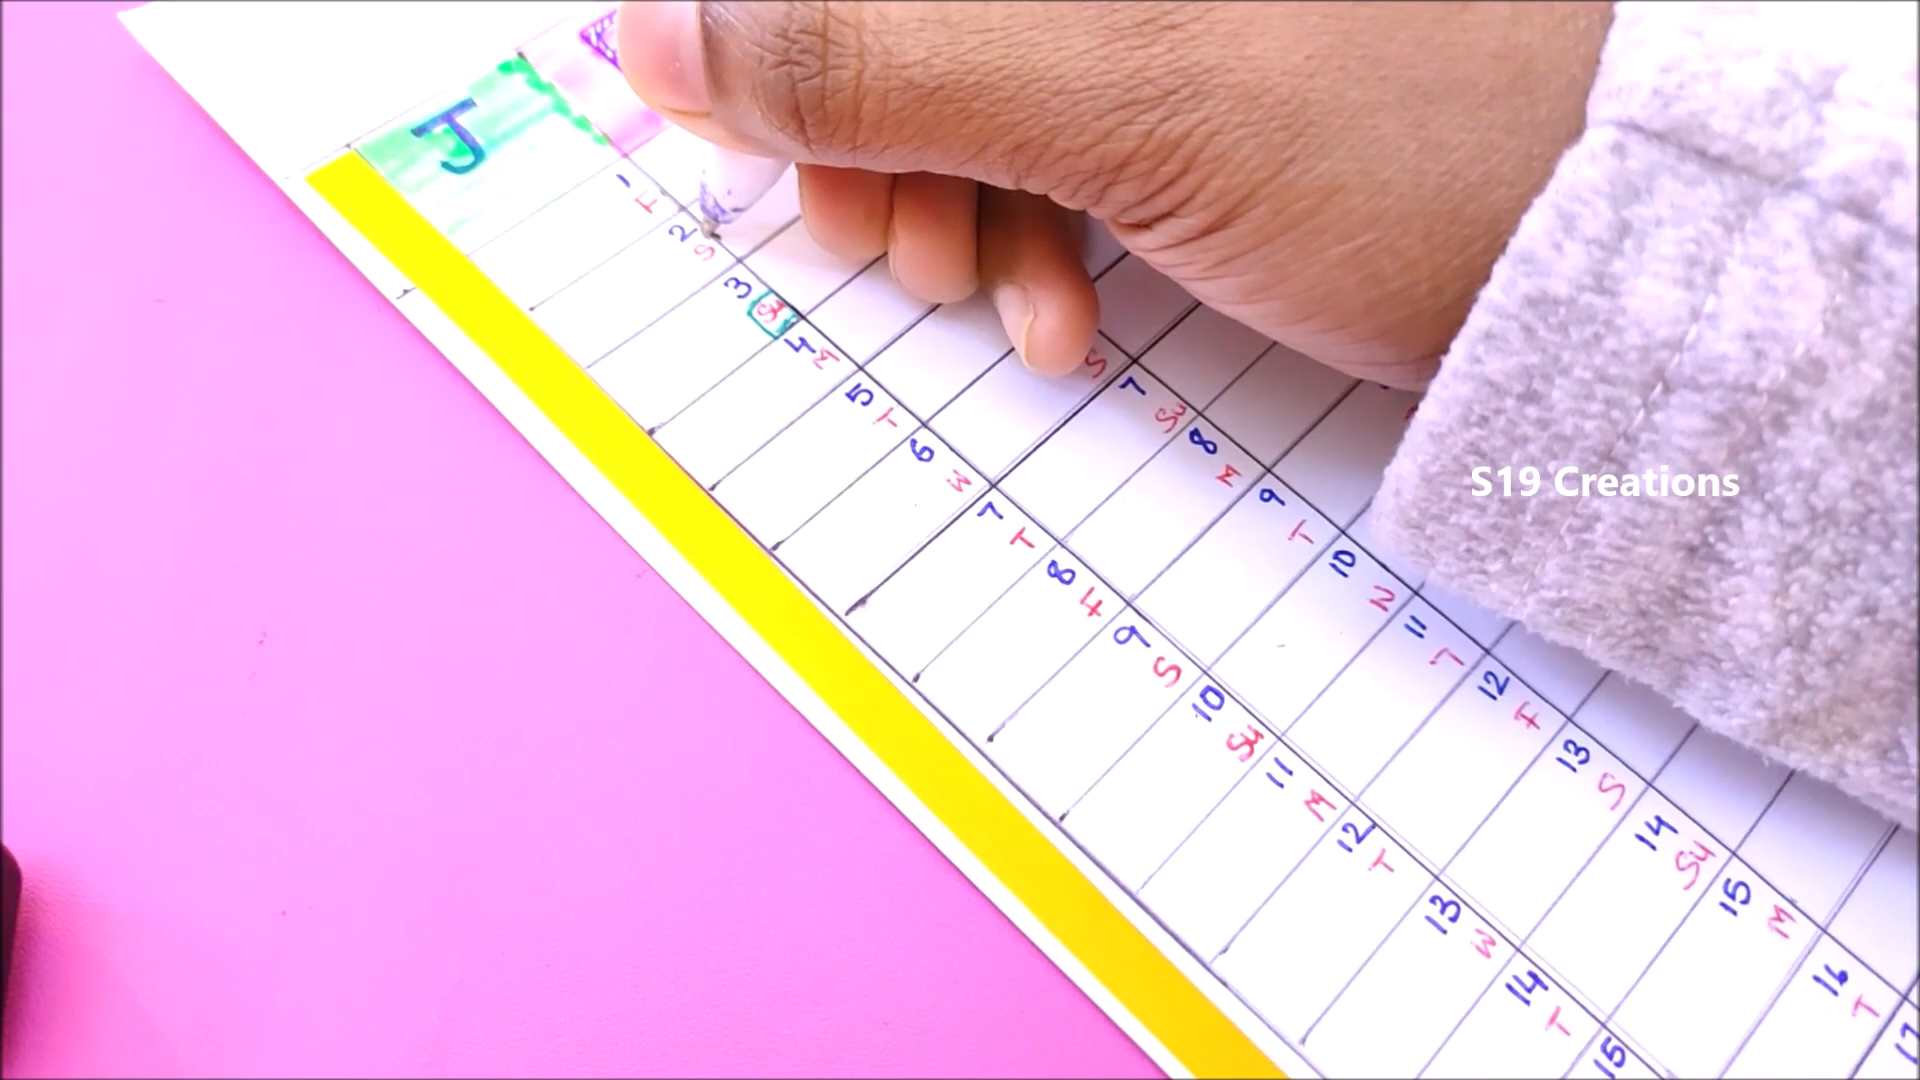 J
1 F
2 S
3 Su
4 M
5 T
6 W
7 T
8 F
9 S
10 Su
11 M
12 T
13 W
14 T
15
S
7 Su
8 M
9 T
10 W
11 T
12 F
13 S
14 Su
15 M
16 T
17
S19 Creations